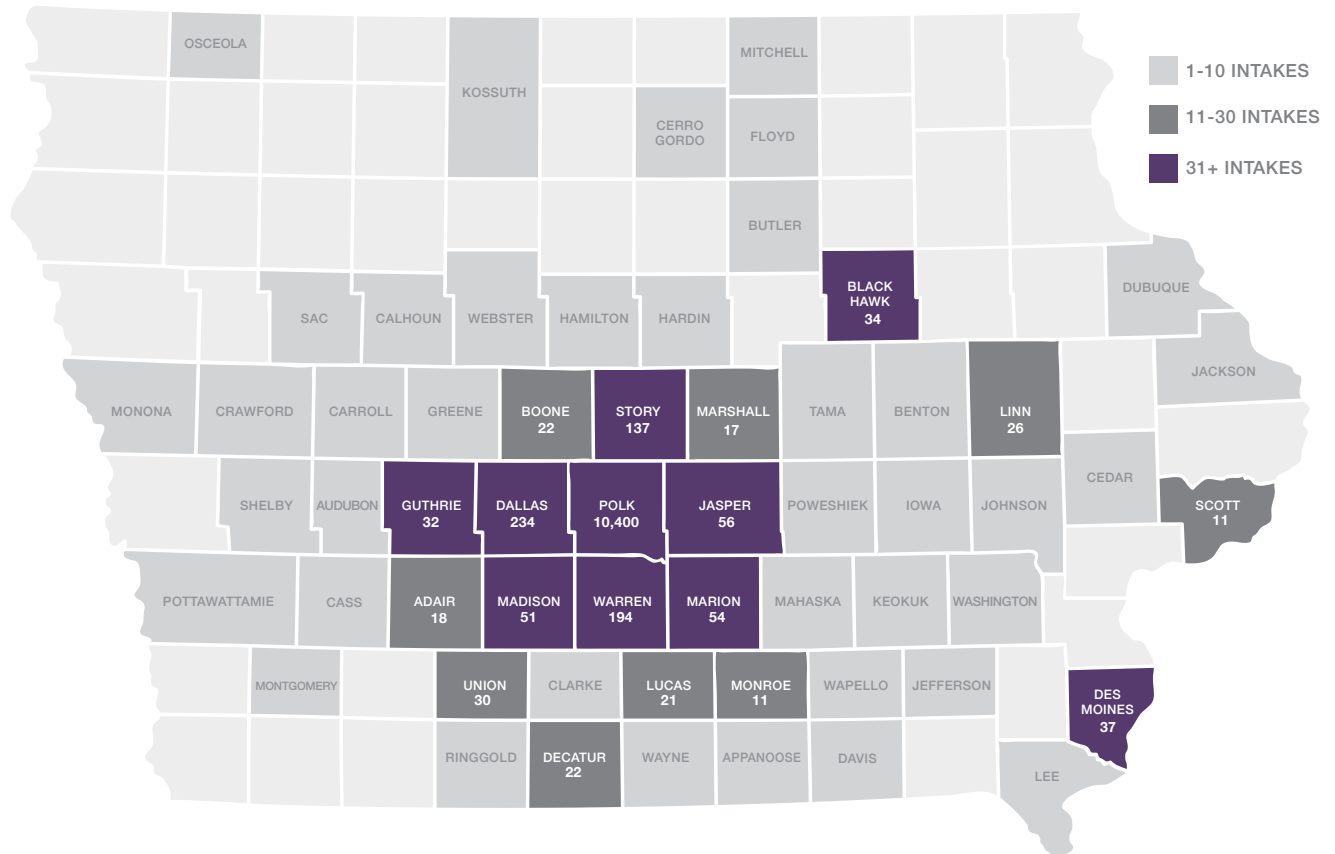 OSCEOLA
MITCHELL
KOSSUTH
1-10 INTAKES
11-30 INTAKES
31+ INTAKES
CERRO
GORDO
FLOYD
BUTLER
BLACK
HAWK
34
DUBUQUE
SAC
CALHOUN
WEBSTER
HAMILTON
HARDIN
JACKSON
MONONA
CRAWFORD
CARROLL
GREENE
BOONE
22
STORY
137
MARSHALL
17
TAMA
BENTON
LINN
26
CEDAR
SHELBY
AUDUBON
GUTHRIE
32
DALLAS
234
POLK
10,400
JASPER
56
POWESHIEK
IOWA
JOHNSON
SCOTT
11
POTTAWATTAMIE
CASS
ADAIR
18
MADISON
51
WARREN
194
MARION
54
MAHASKA
KEOKUK
WASHINGTON
MONTGOMERY
UNION
30
CLARKE
LUCAS
21
MONROE
11
WAPELLO
JEFFERSON
DES
MOINES
37
RINGGOLD
DECATUR
22
WAYNE
APPANOOSE
DAVIS
LEE